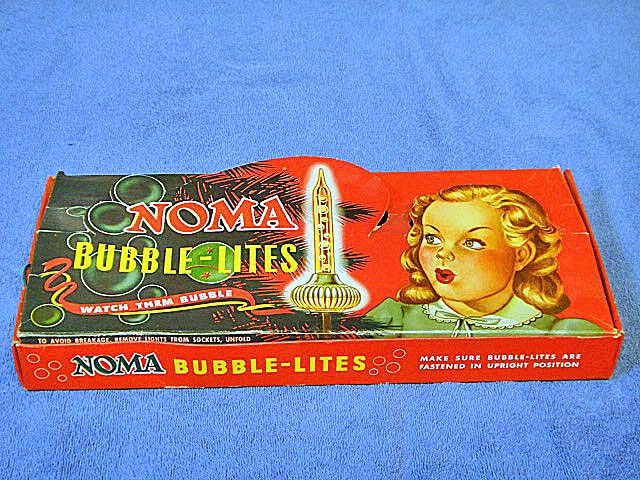 NOMA
BUBBLE-LITES
WATCH THEM BUBBLE
TO AVOID BREAKAGE, REMOVE LIGHTS FROM SOCKETS, UNFOLD
NOMA BUBBLE-LITES
MAKE SURE BUBBLE-LITES ARE
FASTENED IN UPRIGHT POSITION